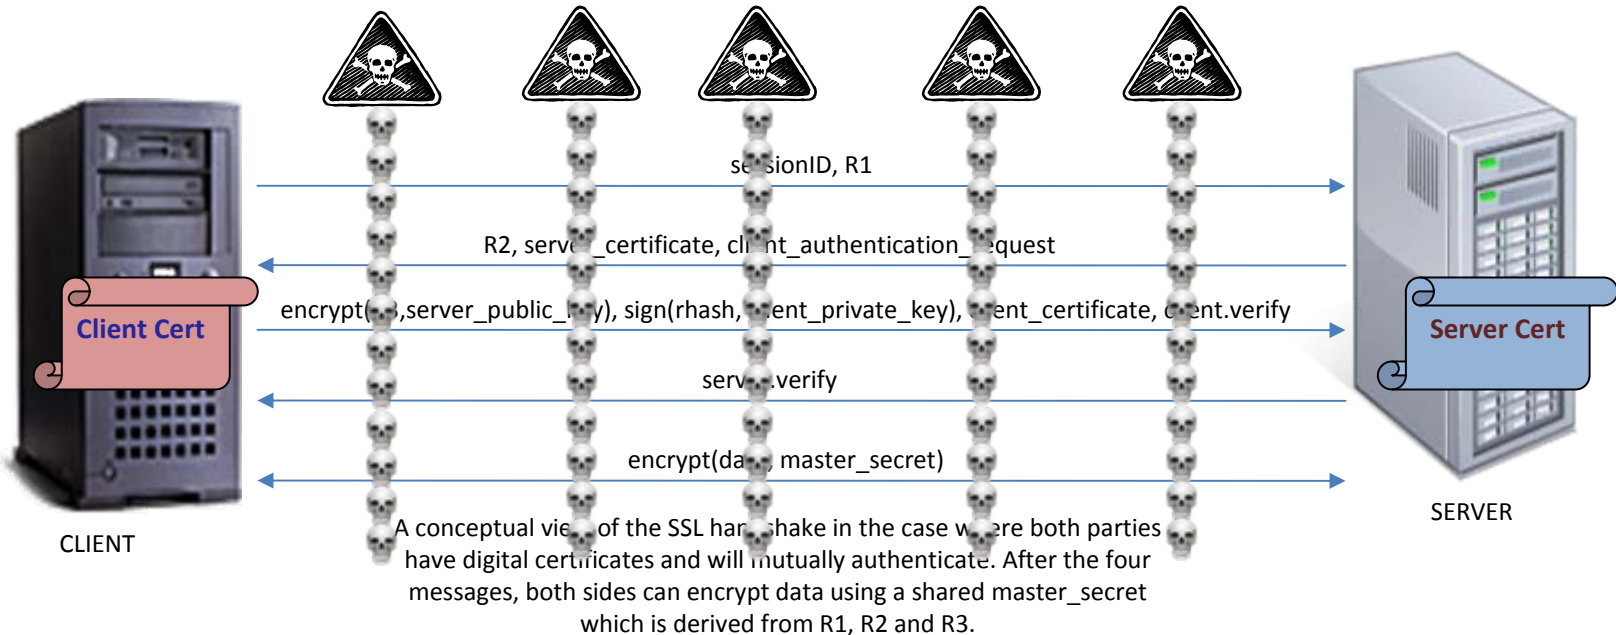 sessionID, R1
R2, server_certificate, client_authentication_request
encrypt(R3,server_public_key), sign(rhash, client_private_key), client_certificate, client.verify
Client Cert
Server Cert
server.verify
encrypt(data, master_secret)
SERVER
CLIENT
A conceptual view of the SSL handshake in the case where both parties
have digital certificates and will mutually authenticate. After the four
messages, both sides can encrypt data using a shared master_secret
which is derived from R1, R2 and R3.